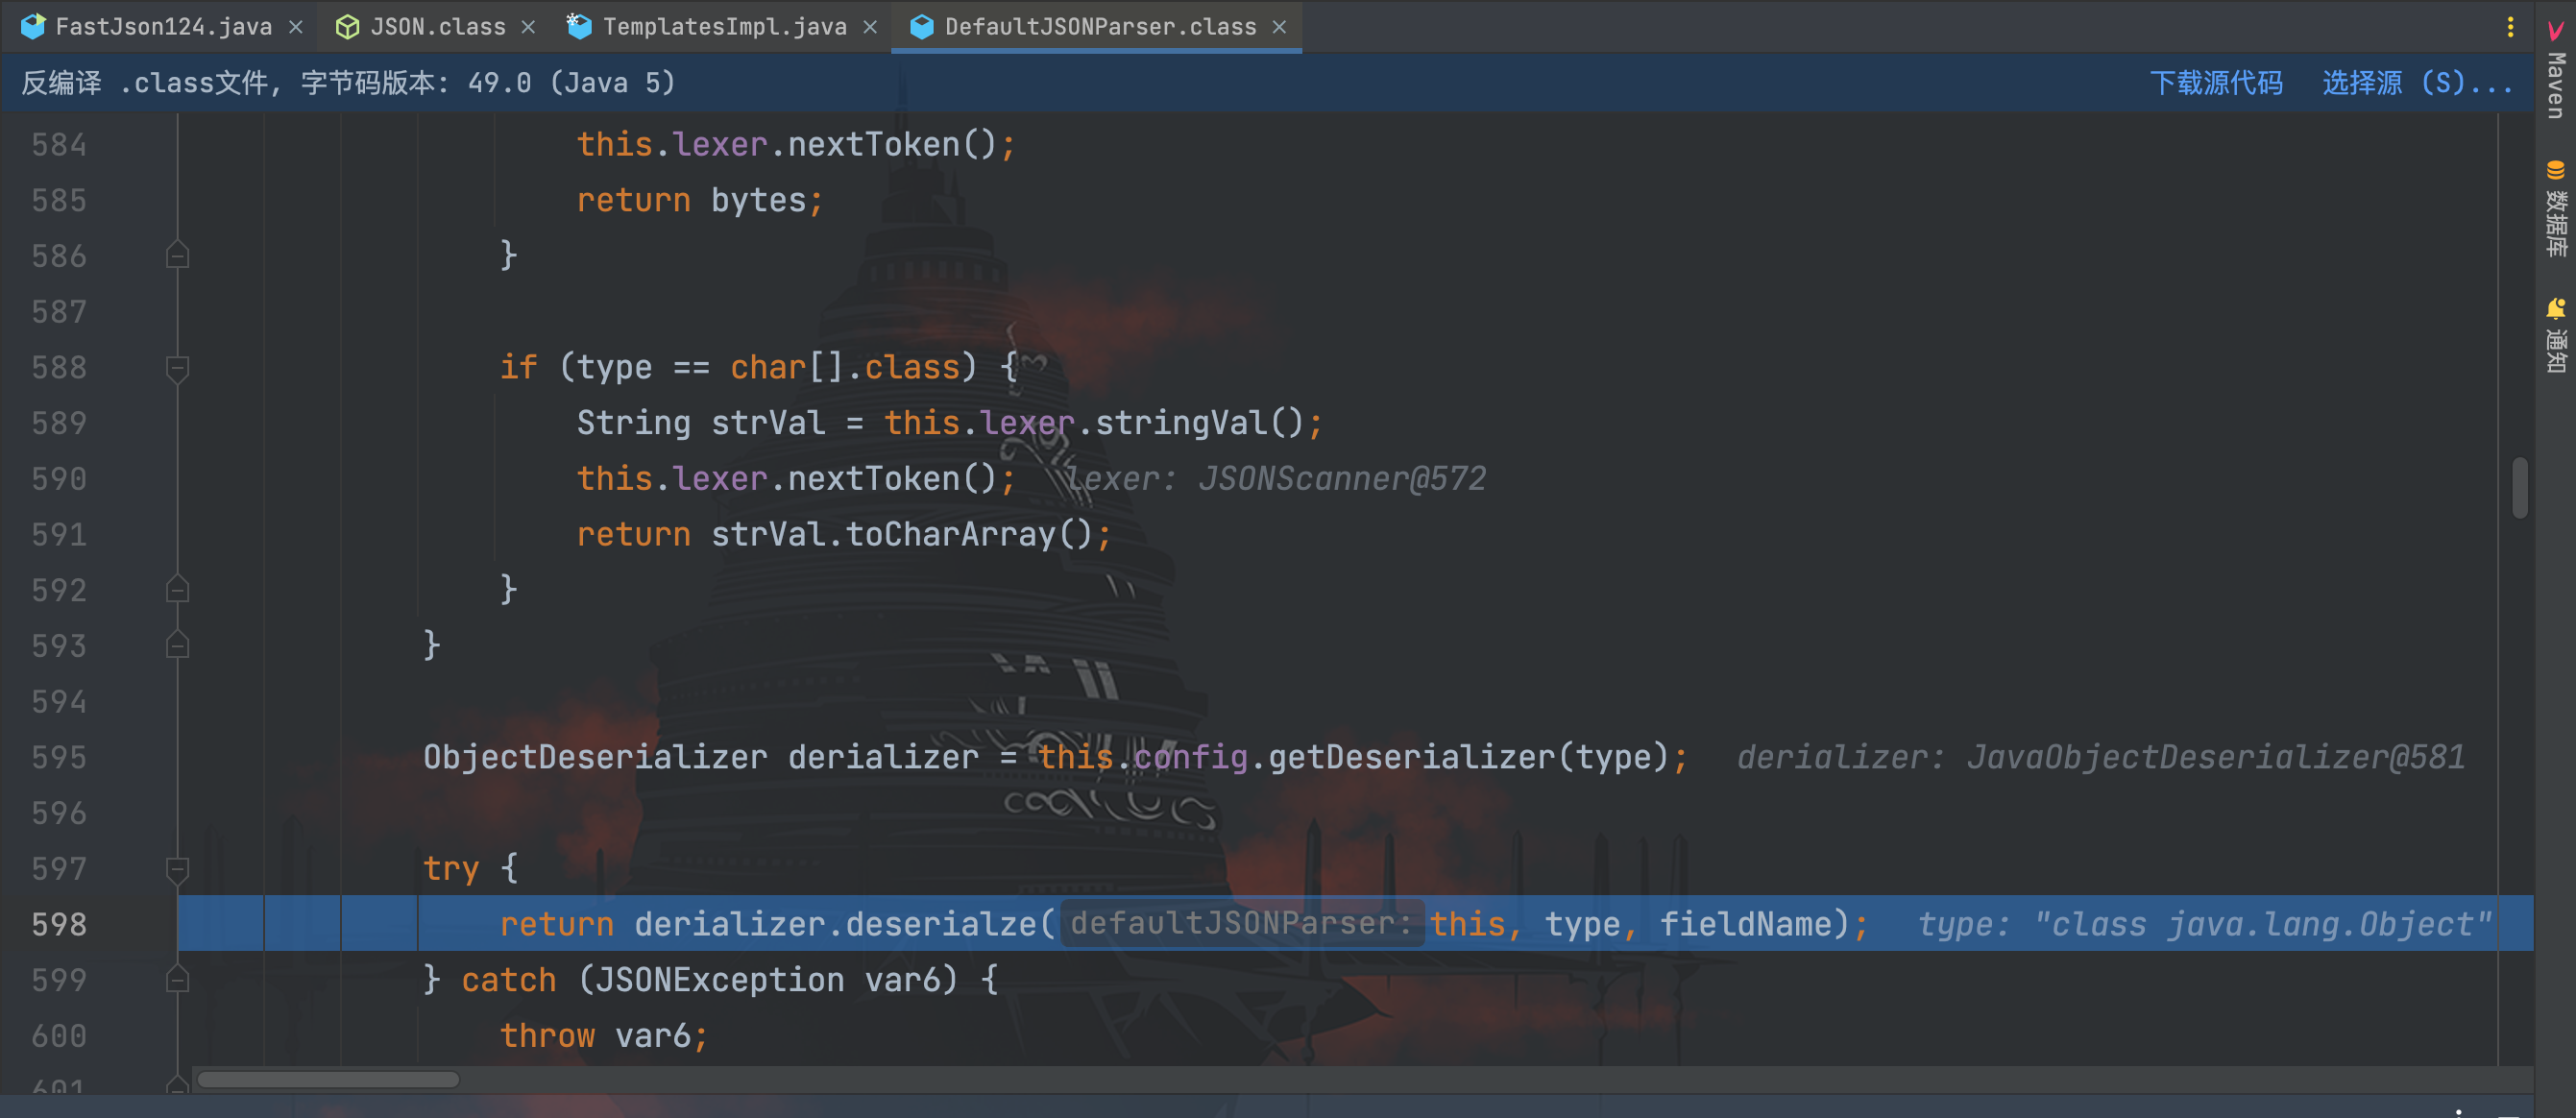 FastJson124.java JSON.class TemplatesImpl.java DefaultJSONParser.class
反编译 .class文件, 字节码版本: 49.0 (Java 5) 下载源代码 选择源 (S)...
584 this.lexer.nextToken();
585 return bytes;
586 }
587
588 if (type == char[].class) {
589 String strVal = this.lexer.stringVal();
590 this.lexer.nextToken(); lexer: JSONScanner@572
591 return strVal.toCharArray();
592 }
593 }
594
595 ObjectDeserializer derializer = this.config.getDeserializer(type); derializer: JavaObjectDeserializer@581
596
597 try {
598 return derializer.deserialze( defaultJSONParser: this, type, fieldName); type: "class java.lang.Object"
599 } catch (JSONException var6) {
600 throw var6;
601
Maven
数据库
通知